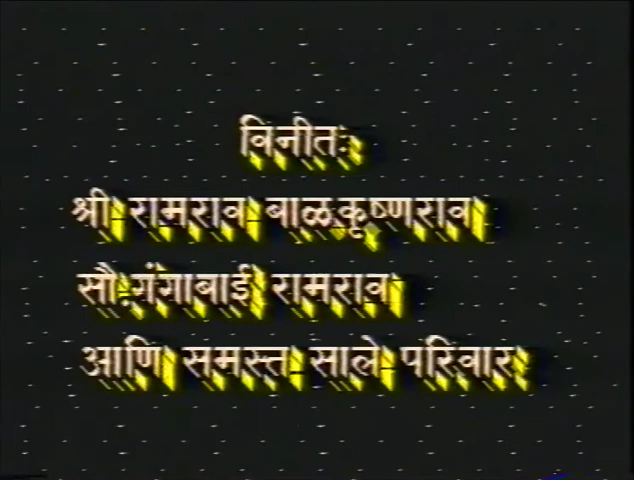 विनीतः
श्री रामराव बाळकृष्णराव
सौ.गंगाबाई रामराव
आणि समस्त साले परिवार